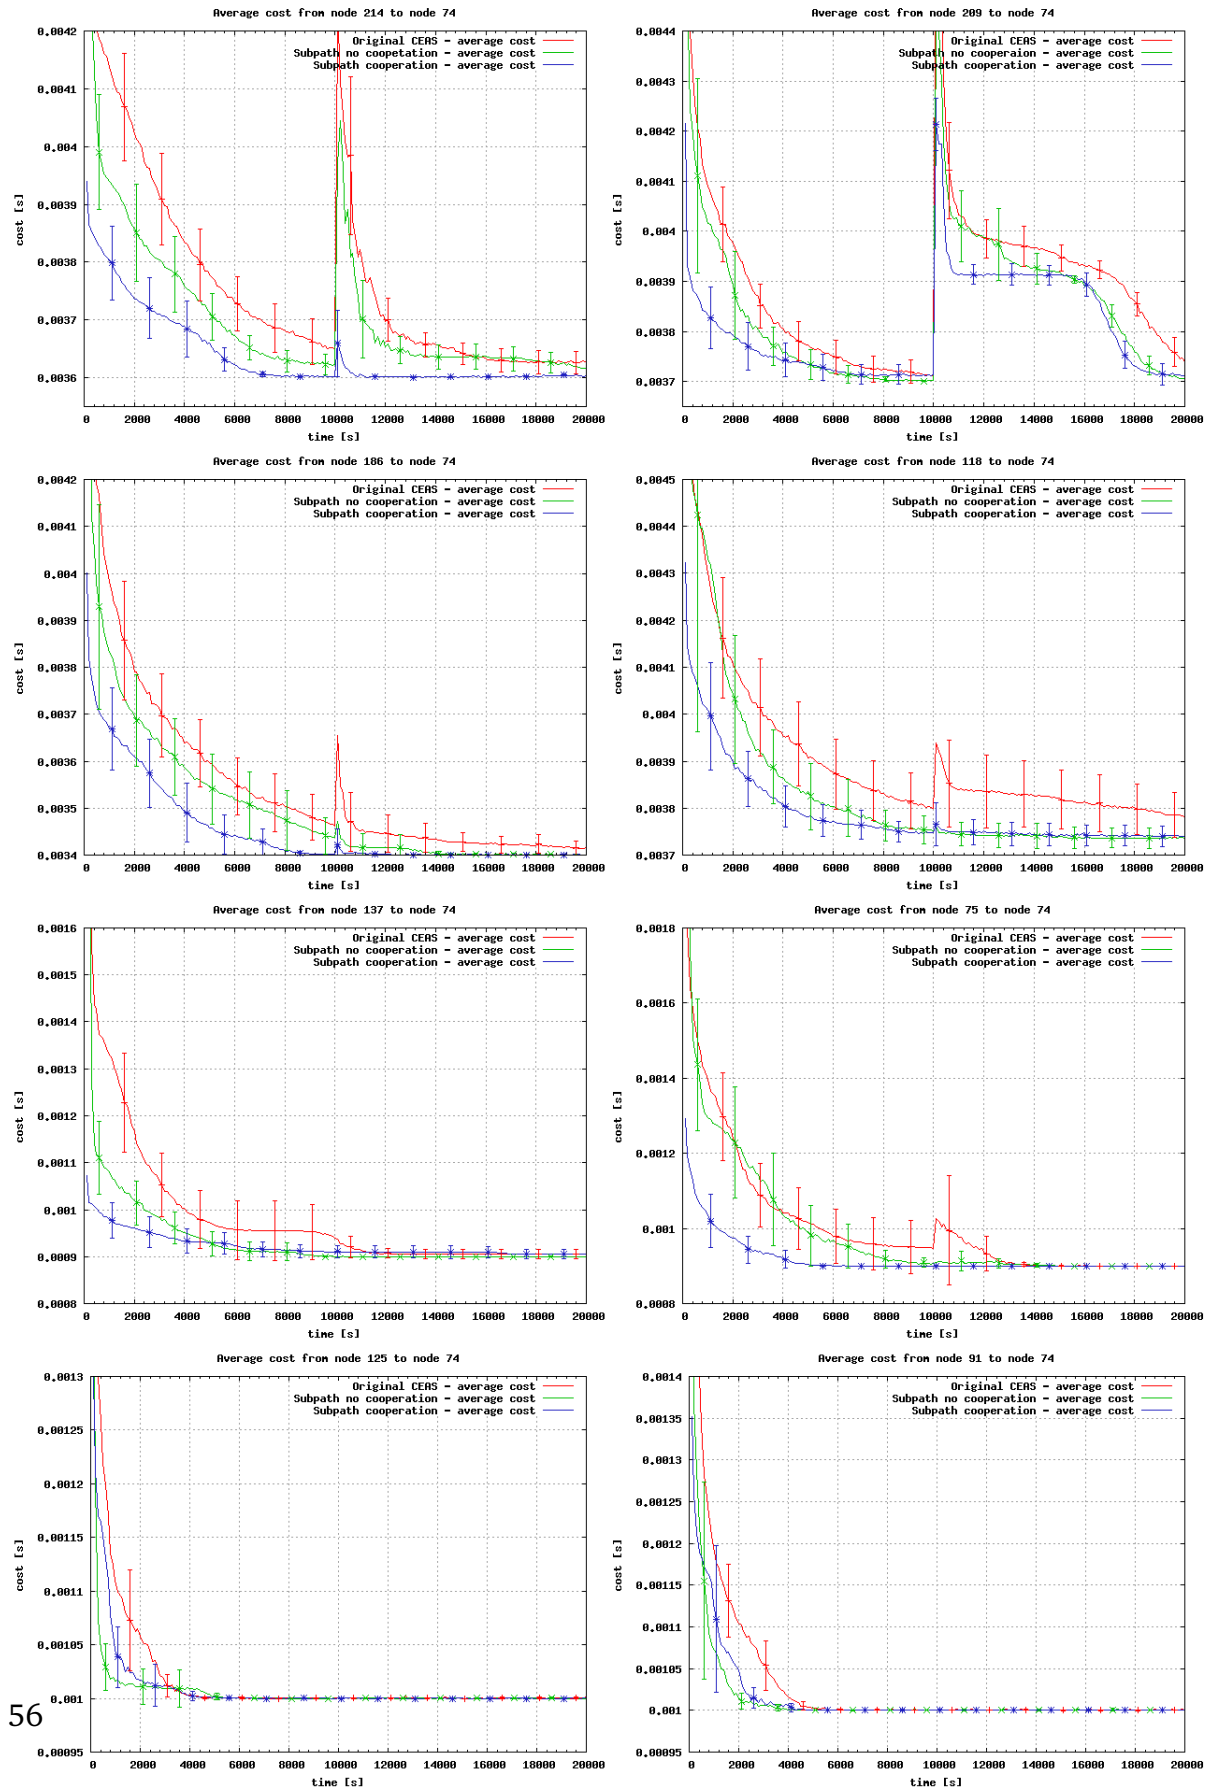 Average cost from node 214 to node 74
Original CEAS - average cost
Subpath no coopetation - average cost
Subpath cooperation - average cost
0.0042
0.0041
0.004
0.0039
0.0038
0.0037
0.0036
cost [s]
0 2000 4000 6000 8000 10000 12000 14000 16000 18000 20000
time [s]
Average cost from node 209 to node 74
Original CEAS - average cost
Subpath no cooperaion - average cost
Subpath cooperation - average cost
0.0044
0.0043
0.0042
0.0041
0.004
0.0039
0.0038
0.0037
cost [s]
0 2000 4000 6000 8000 10000 12000 14000 16000 18000 20000
time [s]
Average cost from node 186 to node 74
Original CEAS - average cost
Subpath no cooperation - average cost
Subpath cooperation - average cost
0.0042
0.0041
0.004
0.0039
0.0038
0.0037
0.0036
0.0035
0.0034
cost [s]
0 2000 4000 6000 8000 10000 12000 14000 16000 18000 20000
time [s]
Average cost from node 118 to node 74
Original CEAS - average cost
Subpath no cooperation - average cost
Subpath cooperation - average cost
0.0045
0.0044
0.0043
0.0042
0.0041
0.004
0.0039
0.0038
0.0037
cost [s]
0 2000 4000 6000 8000 10000 12000 14000 16000 18000 20000
time [s]
Average cost from node 137 to node 74
Original CEAS - average cost
Subpath no cooperation - average cost
Subpath cooperation - average cost
0.0016
0.0015
0.0014
0.0013
0.0012
0.0011
0.001
0.0009
0.0008
cost [s]
0 2000 4000 6000 8000 10000 12000 14000 16000 18000 20000
time [s]
Average cost from node 75 to node 74
Original CEAS - average cost
Subpath no cooperation - average cost
Subpath cooperation - average cost
0.0018
0.0016
0.0014
0.0012
0.001
0.0008
cost [s]
0 2000 4000 6000 8000 10000 12000 14000 16000 18000 20000
time [s]
Average cost from node 125 to node 74
Original CEAS - average cost
Subpath no cooperation - average cost
Subpath cooperation - average cost
0.0013
0.00125
0.0012
0.00115
0.0011
0.00105
0.001
0.00095
cost [s]
0 2000 4000 6000 8000 10000 12000 14000 16000 18000 20000
time [s]
Average cost from node 91 to node 74
Original CEAS - average cost
Subpath no cooperation - average cost
Subpath cooperation - average cost
0.0014
0.00135
0.0013
0.00125
0.0012
0.00115
0.0011
0.00105
0.001
0.00095
cost [s]
0 2000 4000 6000 8000 10000 12000 14000 16000 18000 20000
time [s]
56